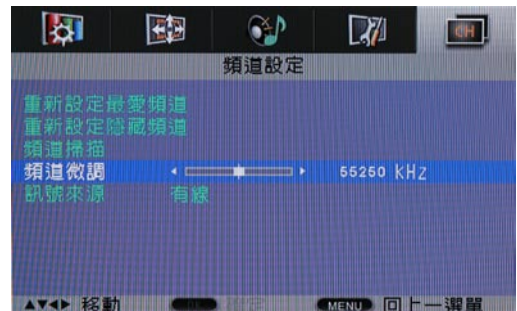 CH
頻道設定
重新設定最愛頻道
重新設定隱藏頻道
頻道掃描
頻道微調 55250 kHz
訊號來源 有線
▲▼◀▶ 移動 MENU 回上一選單